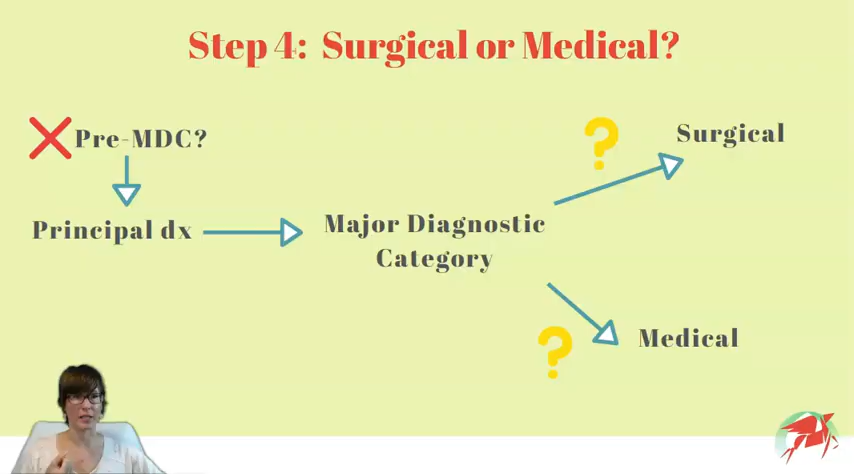 Step 4: Surgical or Medical?
Pre-MDC?
Surgical
Principal dx
Major Diagnostic
Category
Medical